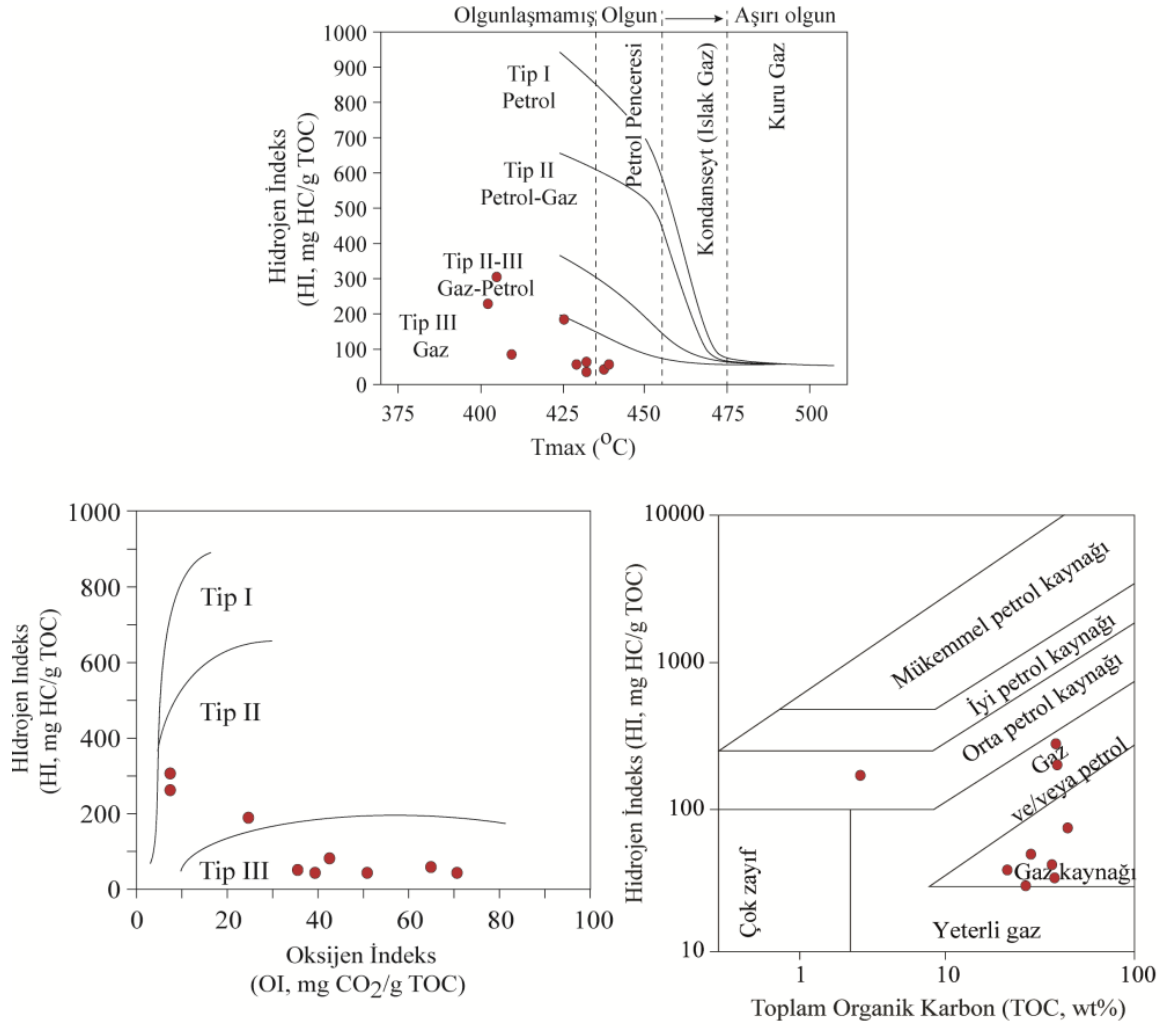 Olgunlaşmamış Olgun Aşırı olgun
Hidrojen İndeks
(HI, mg HC/g TOC)
1000
900
800
700
600
500
400
300
200
100
0
Tip I
Petrol
Tip II
Petrol-Gaz
Tip II-III
Gaz-Petrol
Tip III
Gaz
Petrol Penceresi
Kondanseyt (Islak Gaz)
Kuru Gaz
375 400 425 450 475 500
Tmax (°C)
HIdrojen Indeks
(HI, mg HC/g TOC)
1000
800
600
400
200
0
Tip I
Tip II
Tip III
0 20 40 60 80 100
Oksijen İndeks
(OI, mg CO2/g TOC)
Hidrojen İndeks (HI, mg HC/g TOC)
10000
1000
100
10
Mükemmel petrol kaynağı
İyi petrol kaynağı
Orta petrol kaynağı
Gaz
ve/veya petrol
Gaz kaynağı
Çok zayıf
Yeterli gaz
1 10 100
Toplam Organik Karbon (TOC, wt%)